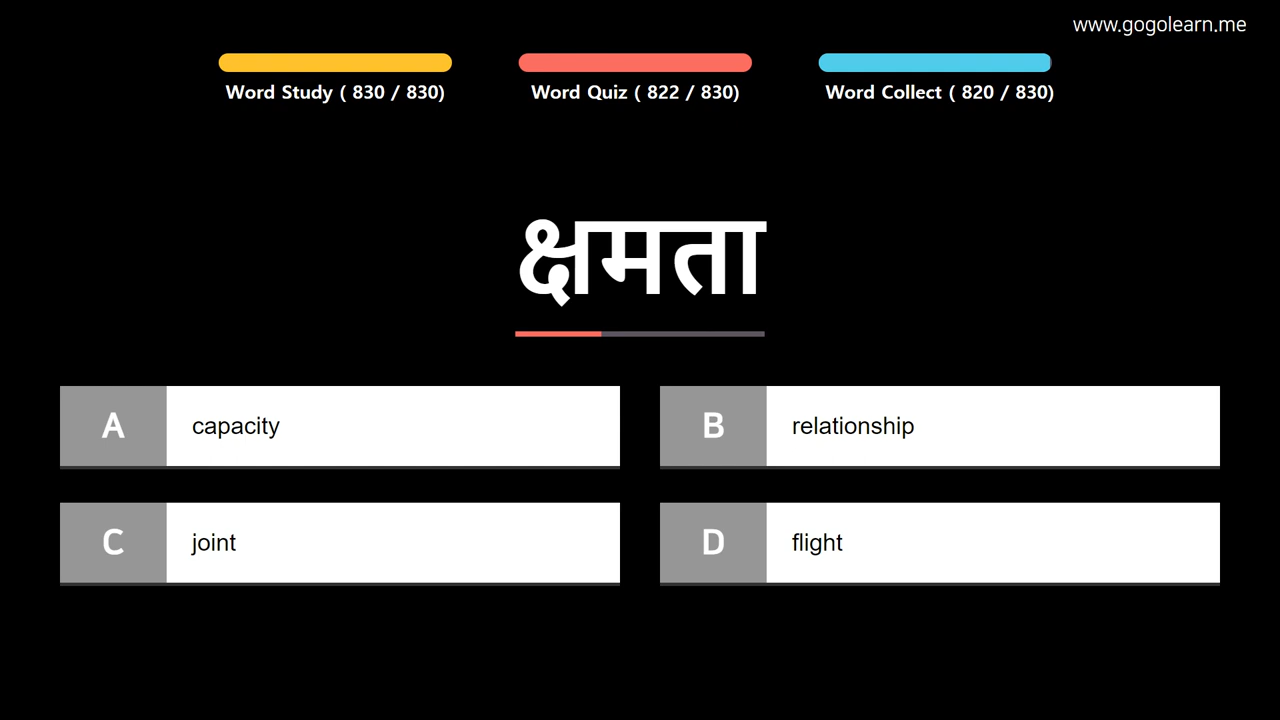 www.gogolearn.me
Word Study ( 830 / 830)
Word Quiz ( 822 / 830)
Word Collect ( 820 / 830)
क्षमता
A capacity
B relationship
C joint
D flight